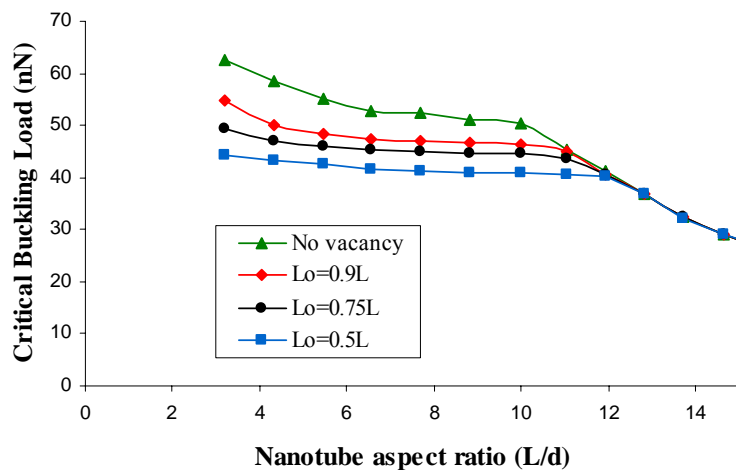 70
60
50
40
30
20
10
0
Critical Buckling Load (nN)
No vacancy
Lo=0.9L
Lo=0.75L
Lo=0.5L
0 2 4 6 8 10 12 14
Nanotube aspect ratio (L/d)